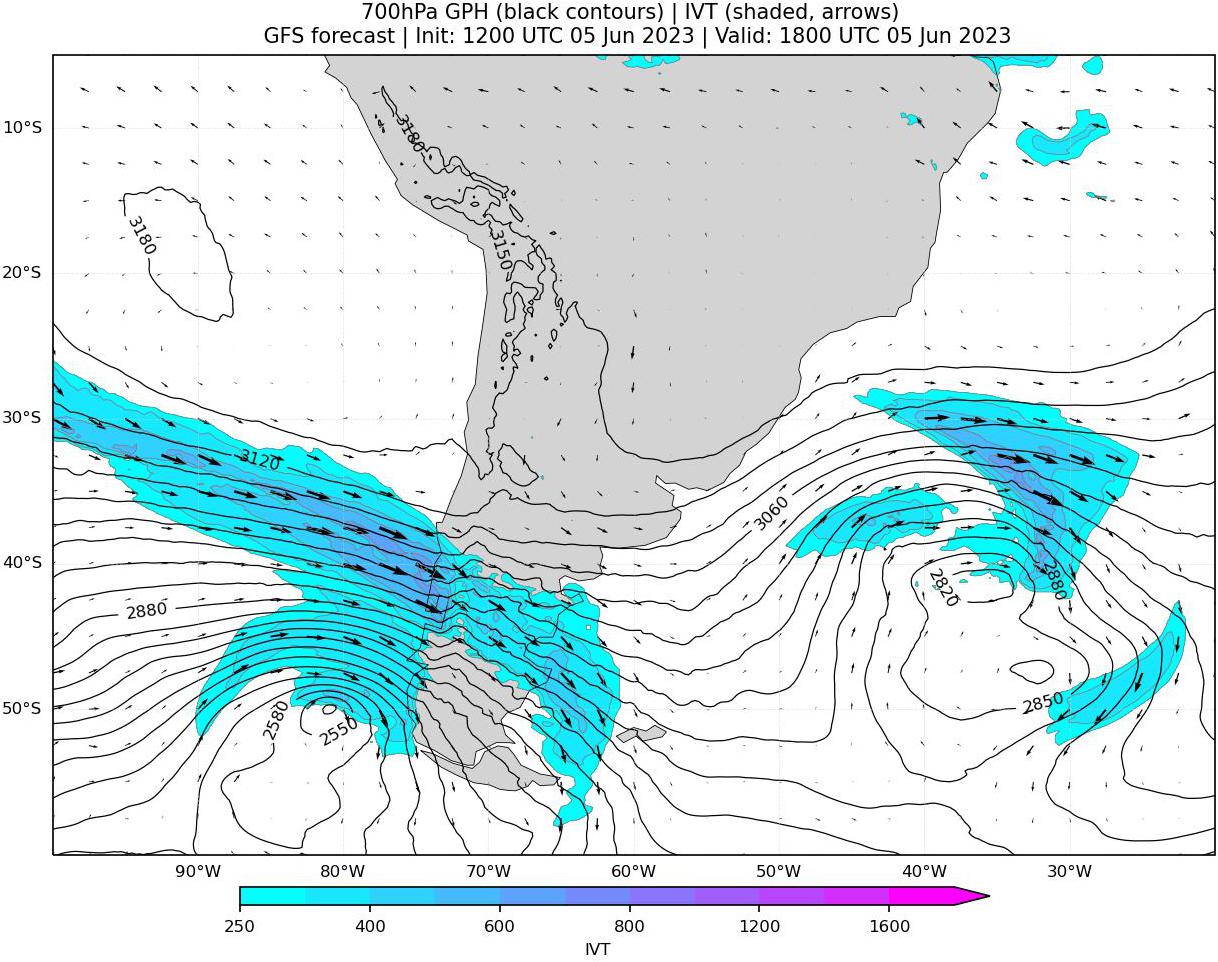 700hPa GPH (black contours) | IVT (shaded, arrows)
GFS forecast | Init: 1200 UTC 05 Jun 2023 | Valid: 1800 UTC 05 Jun 2023
10°S
20°S
30°S
40°S
50°S
3180
3180
3150
3120
3060
2880
2820
2880
2850
2580
2550
90°W
80°W
70°W
60°W
50°W
40°W
30°W
250
400
600
800
1200
1600
IVT